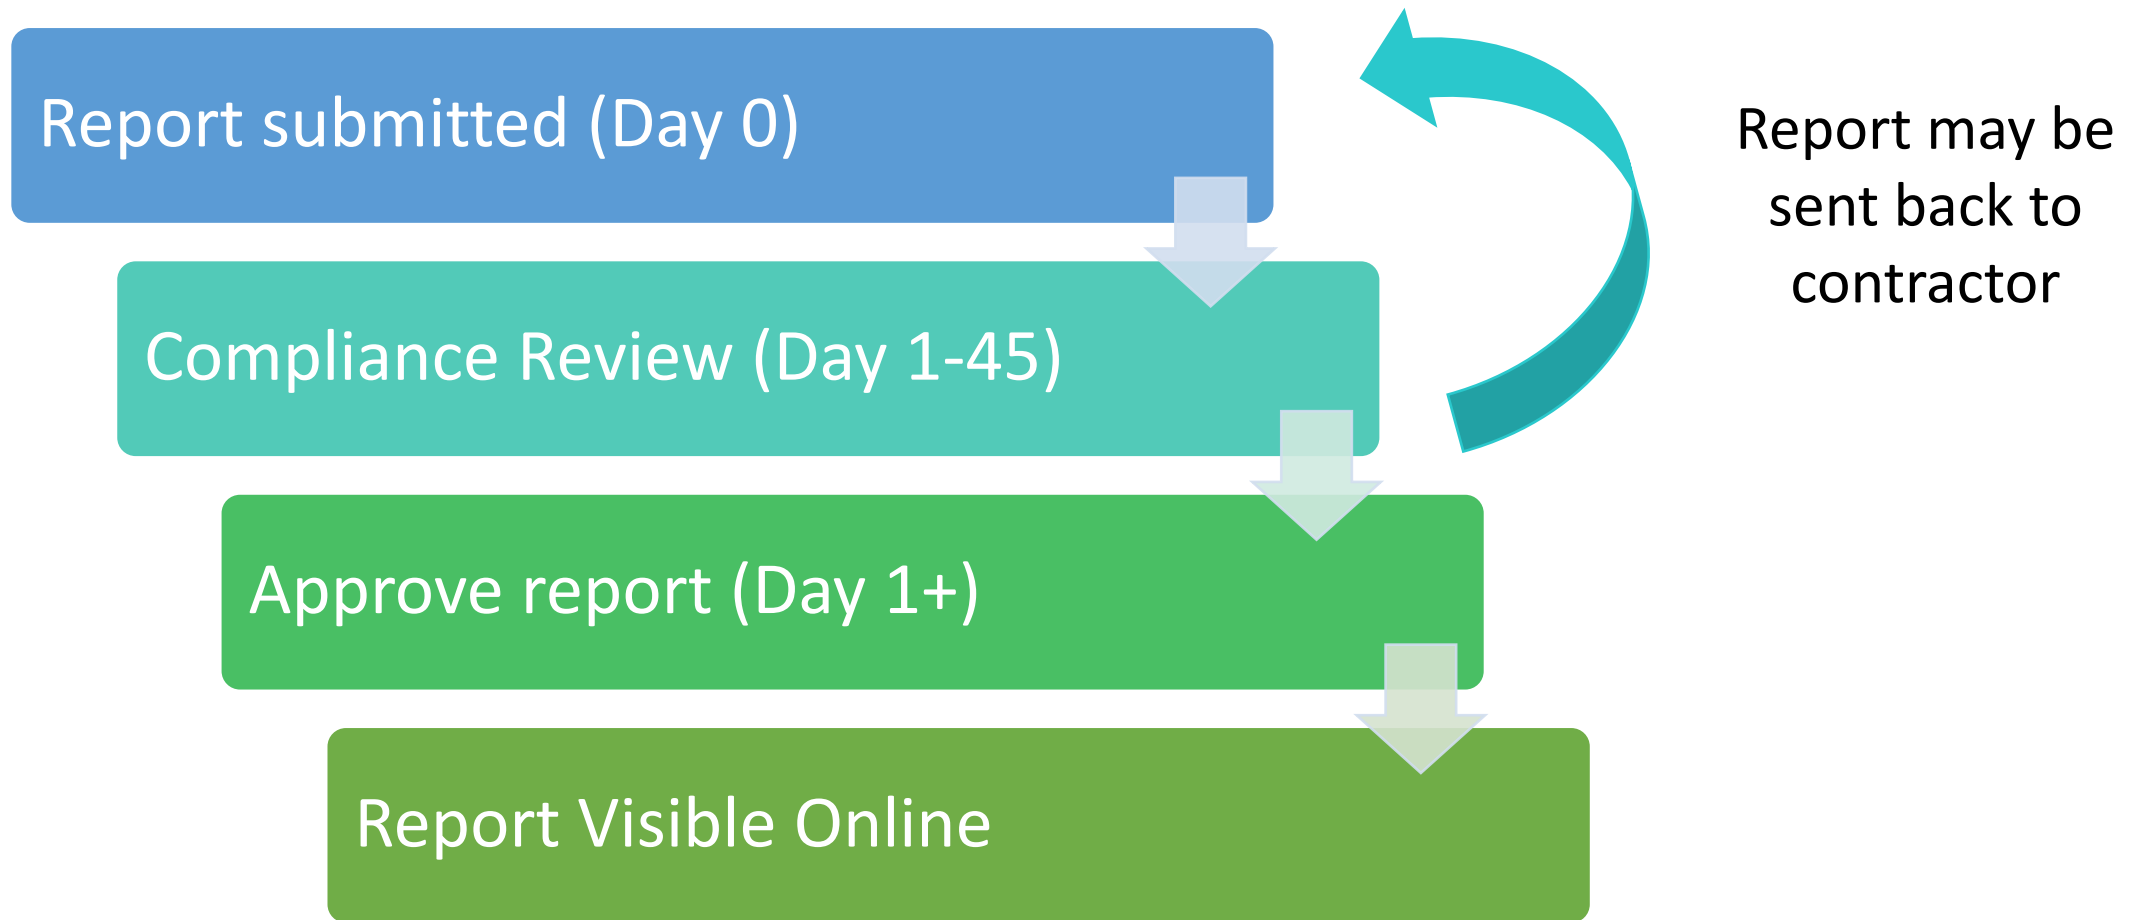 Report submitted (Day 0)
Report may be
sent back to
contractor
Compliance Review (Day 1-45)
Approve report (Day 1+)
Report Visible Online